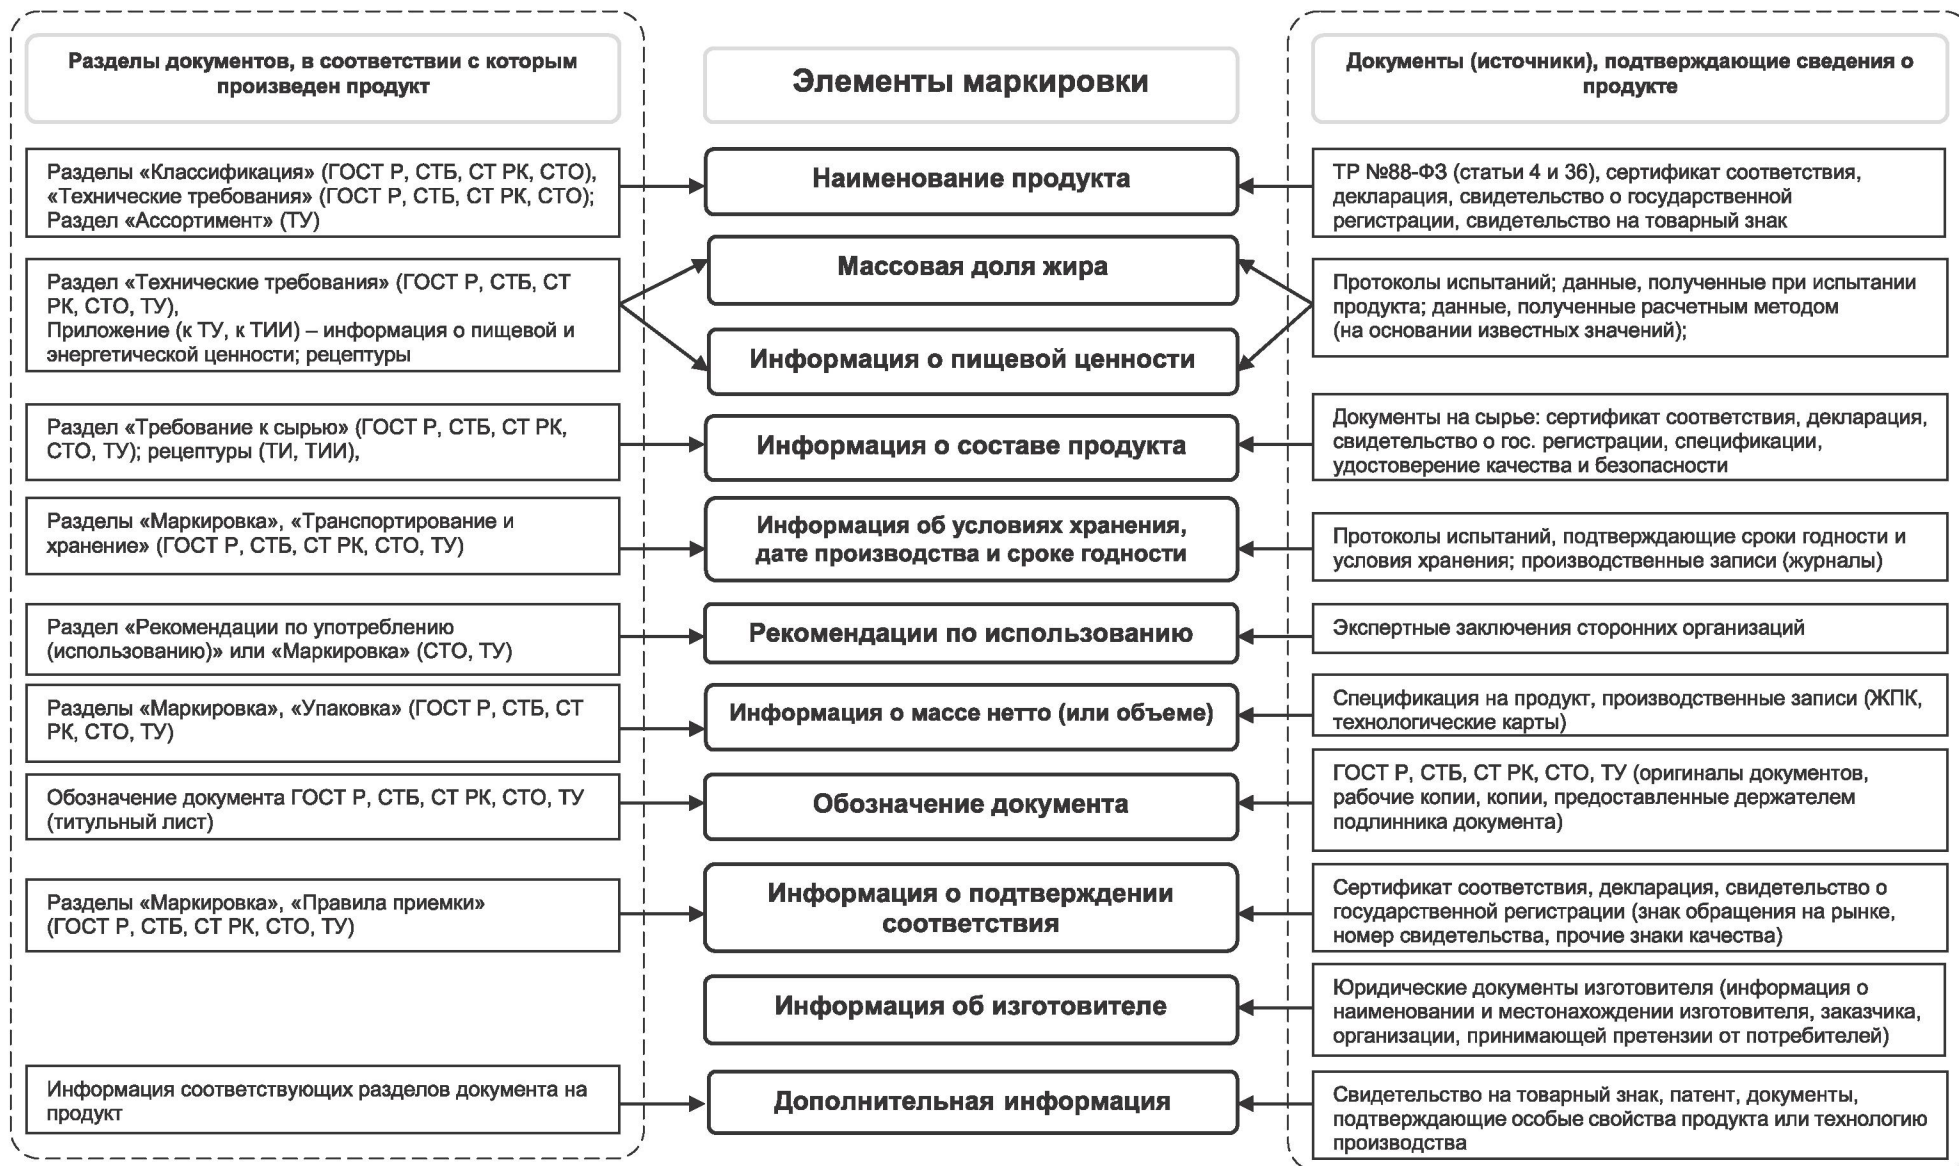 Разделы документов, в соответствии с которым
произведен продукт
Элементы маркировки
Документы (источники), подтверждающие сведения о
продукте
Разделы «Классификация» (ГОСТ Р, СТБ, СТ РК, СТО),
«Технические требования» (ГОСТ Р, СТБ, СТ РК, СТО);
Раздел «Ассортимент» (ТУ)
Наименование продукта
ТР №88-ФЗ (статьи 4 и 36), сертификат соответствия,
декларация, свидетельство о государственной
регистрации, свидетельство на товарный знак
Раздел «Технические требования» (ГОСТ Р, СТБ, СТ
РК, СТО, ТУ),
Приложение (к ТУ, к ТИИ) – информация о пищевой и
энергетической ценности; рецептуры
Массовая доля жира
Информация о пищевой ценности
Протоколы испытаний; данные, полученные при испытании
продукта; данные, полученные расчетным методом
(на основании известных значений);
Раздел «Требование к сырью» (ГОСТ Р, СТБ, СТ РК,
СТО, ТУ); рецептуры (ТИ, ТИИ),
Информация о составе продукта
Документы на сырье: сертификат соответствия, декларация,
свидетельство о гос. регистрации, спецификации,
удостоверение качества и безопасности
Разделы «Маркировка», «Транспортирование и
хранение» (ГОСТ Р, СТБ, СТ РК, СТО, ТУ)
Информация об условиях хранения,
дате производства и сроке годности
Протоколы испытаний, подтверждающие сроки годности и
условия хранения; производственные записи (журналы)
Раздел «Рекомендации по употреблению
(использованию)» или «Маркировка» (СТО, ТУ)
Рекомендации по использованию
Экспертные заключения сторонних организаций
Разделы «Маркировка», «Упаковка» (ГОСТ Р, СТБ, СТ
РК, СТО, ТУ)
Информация о массе нетто (или объеме)
Спецификация на продукт, производственные записи (ЖПК,
технологические карты)
Обозначение документа ГОСТ Р, СТБ, СТ РК, СТО, ТУ
(титульный лист)
Обозначение документа
ГОСТ Р, СТБ, СТ РК, СТО, ТУ (оригиналы документов,
рабочие копии, копии, предоставленные держателем
подлинника документа)
Разделы «Маркировка», «Правила приемки»
(ГОСТ Р, СТБ, СТ РК, СТО, ТУ)
Информация о подтверждении
соответствия
Сертификат соответствия, декларация, свидетельство о
государственной регистрации (знак обращения на рынке,
номер свидетельства, прочие знаки качества)
Информация об изготовителе
Юридические документы изготовителя (информация о
наименовании и местонахождении изготовителя, заказчика,
организации, принимающей претензии от потребителей)
Информация соответствующих разделов документа на
продукт
Дополнительная информация
Свидетельство на товарный знак, патент, документы,
подтверждающие особые свойства продукта или технологию
производства